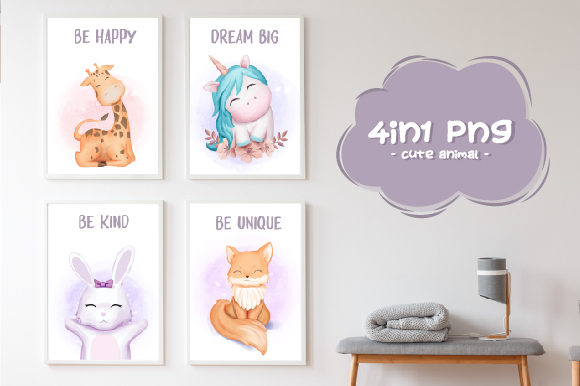 BE HAPPY
DREAM BIG
BE KIND
BE UNIQUE
4in1 PNG
- cute animal -